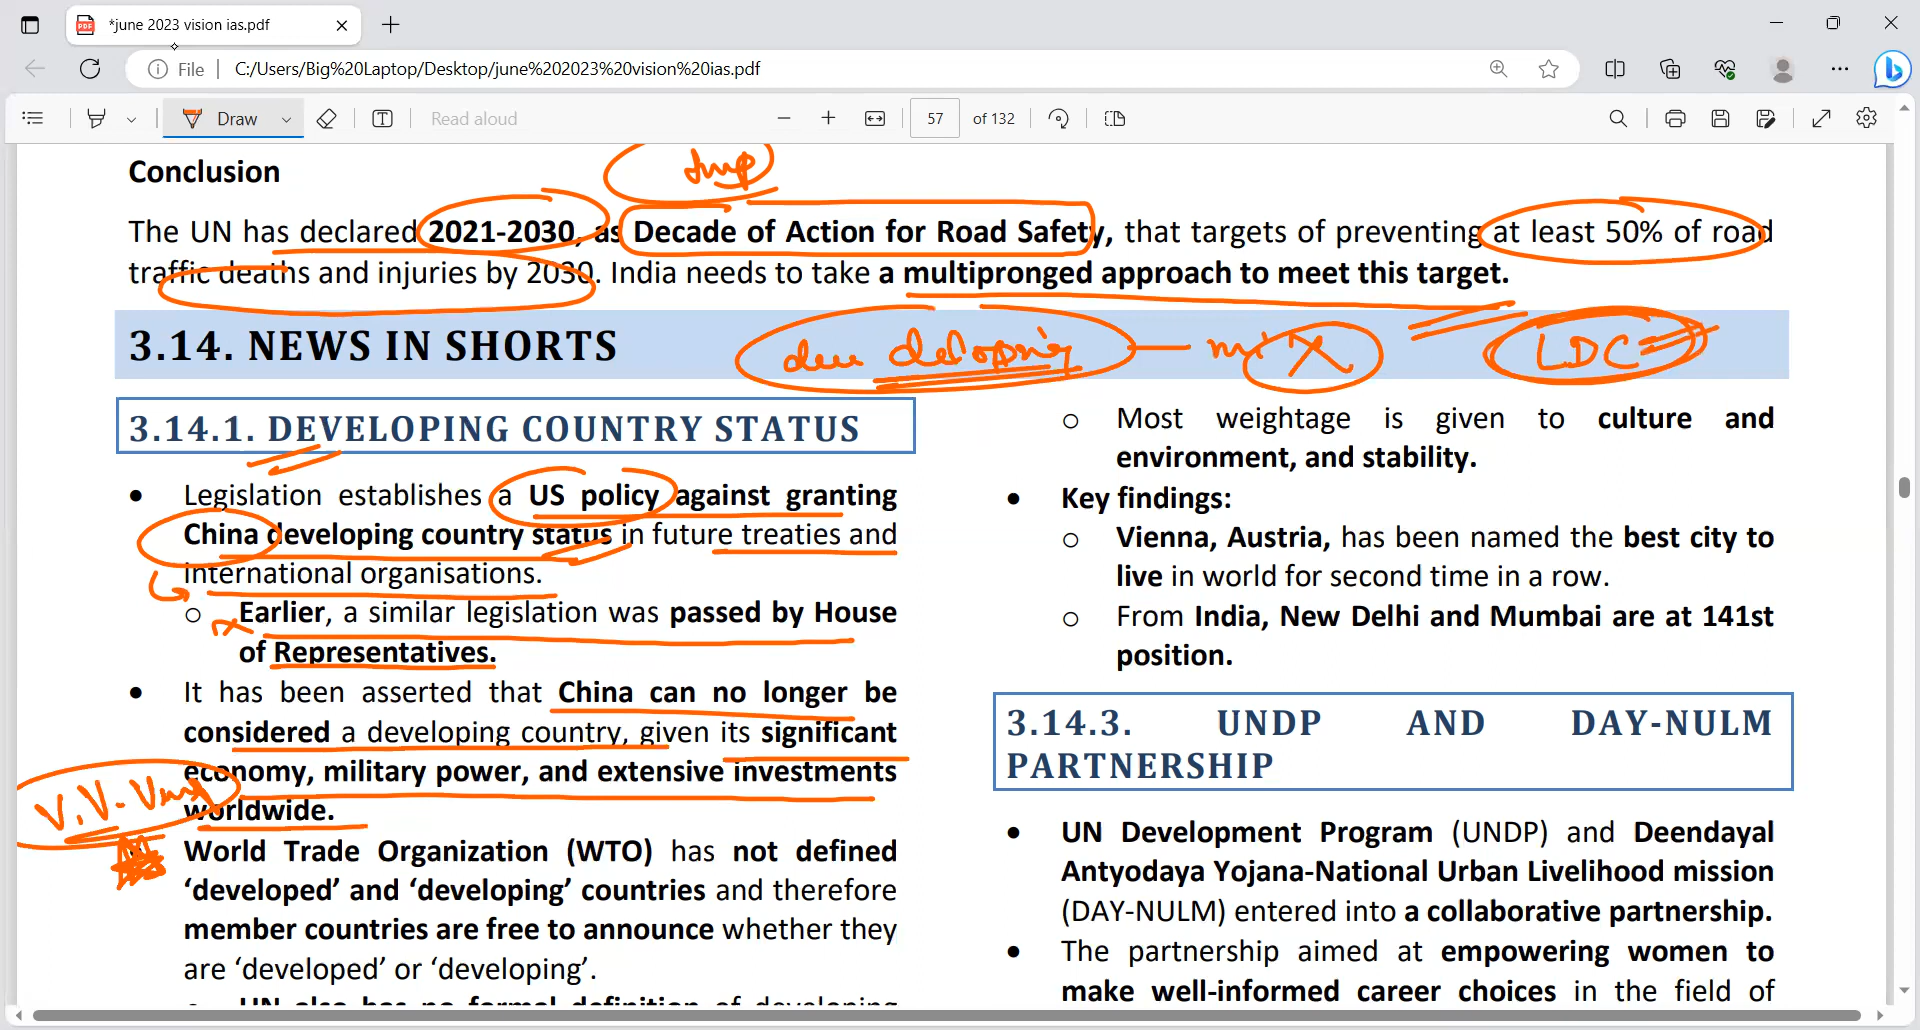 *june 2023 vision ias.pdf
File
C:/Users/Big%20Laptop/Desktop/june%202023%20vision%20ias.pdf
Draw
Read aloud
57 of 132
Imp
Conclusion
The UN has declared 2021-2030, as Decade of Action for Road Safety, that targets of preventing at least 50% of road
traffic deaths and injuries by 2030. India needs to take a multipronged approach to meet this target.
3.14. NEWS IN SHORTS
LDC
3.14.1. DEVELOPING COUNTRY STATUS
• Legislation establishes a US policy against granting
China developing country status in future treaties and
International organisations.
o Earlier, a similar legislation was passed by House
of Representatives.
• It has been asserted that China can no longer be
considered a developing country, given its significant
economy, military power, and extensive investments
worldwide.
V.V.
World Trade Organization (WTO) has not defined
‘developed’ and ‘developing’ countries and therefore
member countries are free to announce whether they
are ‘developed’ or ‘developing’.
UN also has no formal definition of developing
o Most weightage is given to culture and
environment, and stability.
• Key findings:
o Vienna, Austria, has been named the best city to
live in world for second time in a row.
o From India, New Delhi and Mumbai are at 141st
position.
3.14.3. UNDP AND DAY-NULM
PARTNERSHIP
• UN Development Program (UNDP) and Deendayal
Antyodaya Yojana-National Urban Livelihood mission
(DAY-NULM) entered into a collaborative partnership.
• The partnership aimed at empowering women to
make well-informed career choices in the field of